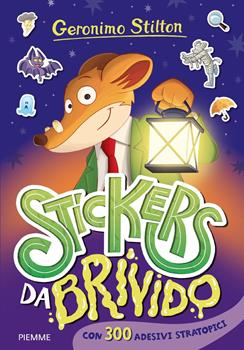 Geronimo Stilton
STICKERS
DA BRIVIDO
PIEMME
CON 300 ADESIVI STRATOPICI